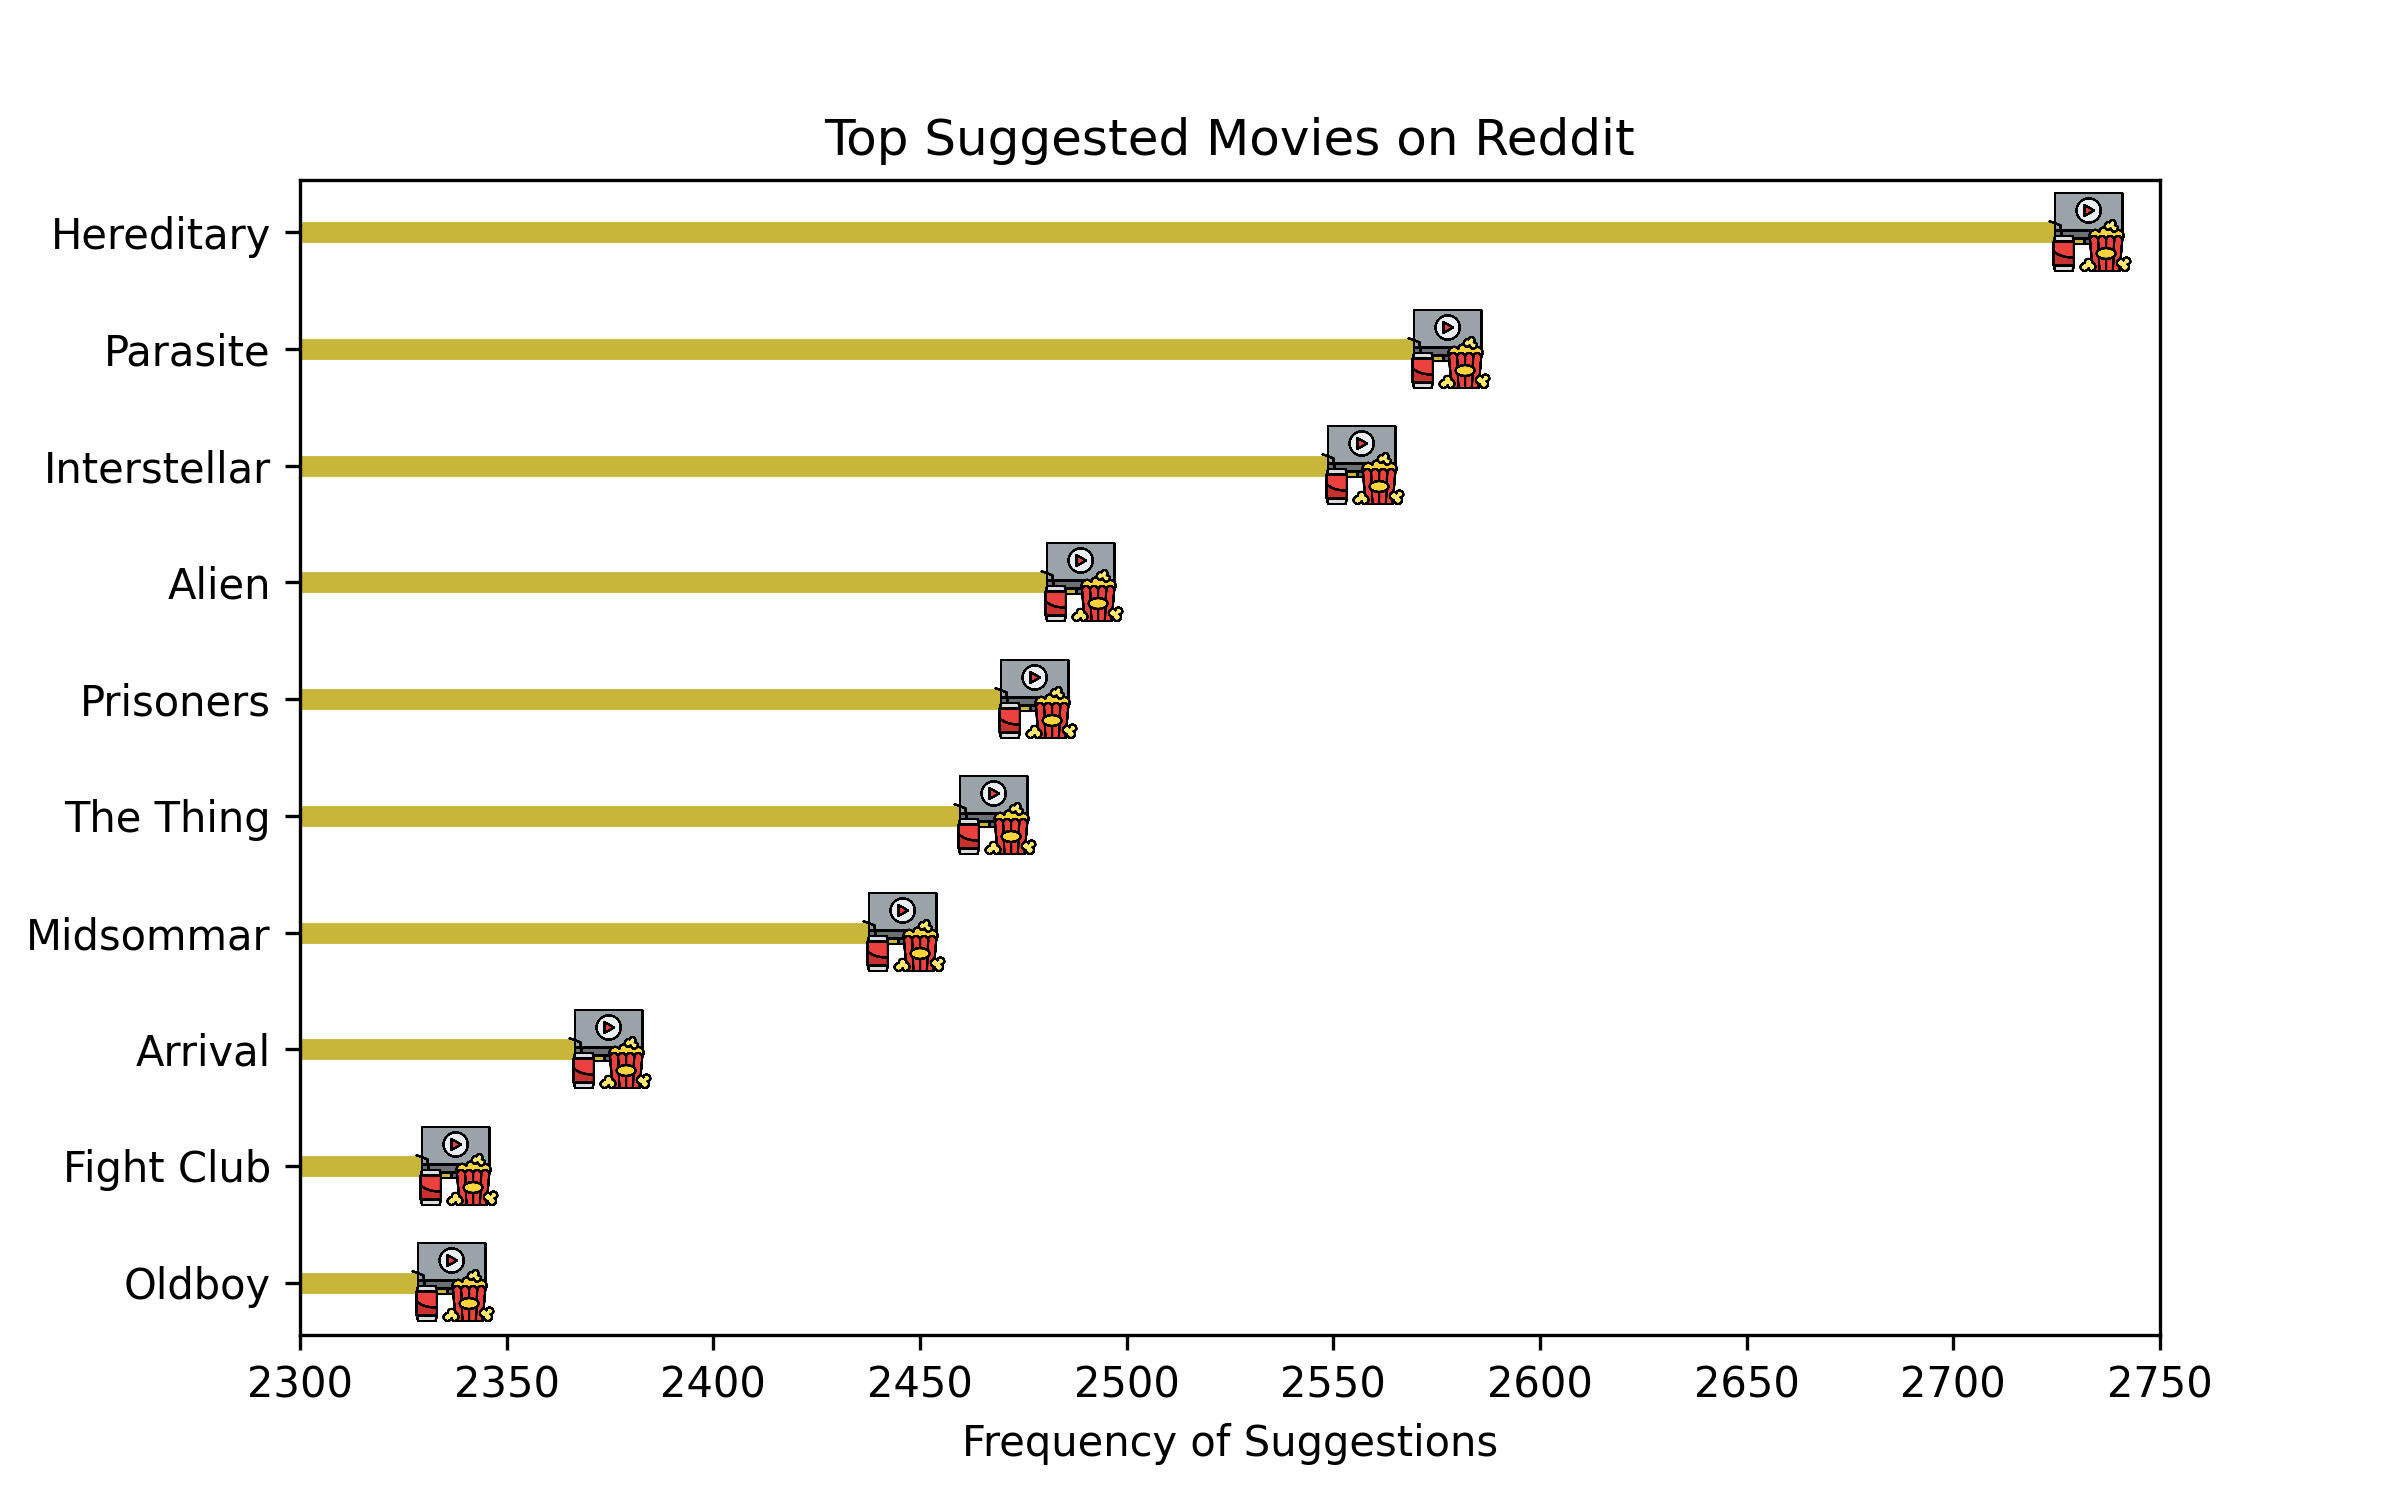 Top Suggested Movies on Reddit
Hereditary
Parasite
Interstellar
Alien
Prisoners
The Thing
Midsommar
Arrival
Fight Club
Oldboy
2300 2350 2400 2450 2500 2550 2600 2650 2700 2750
Frequency of Suggestions